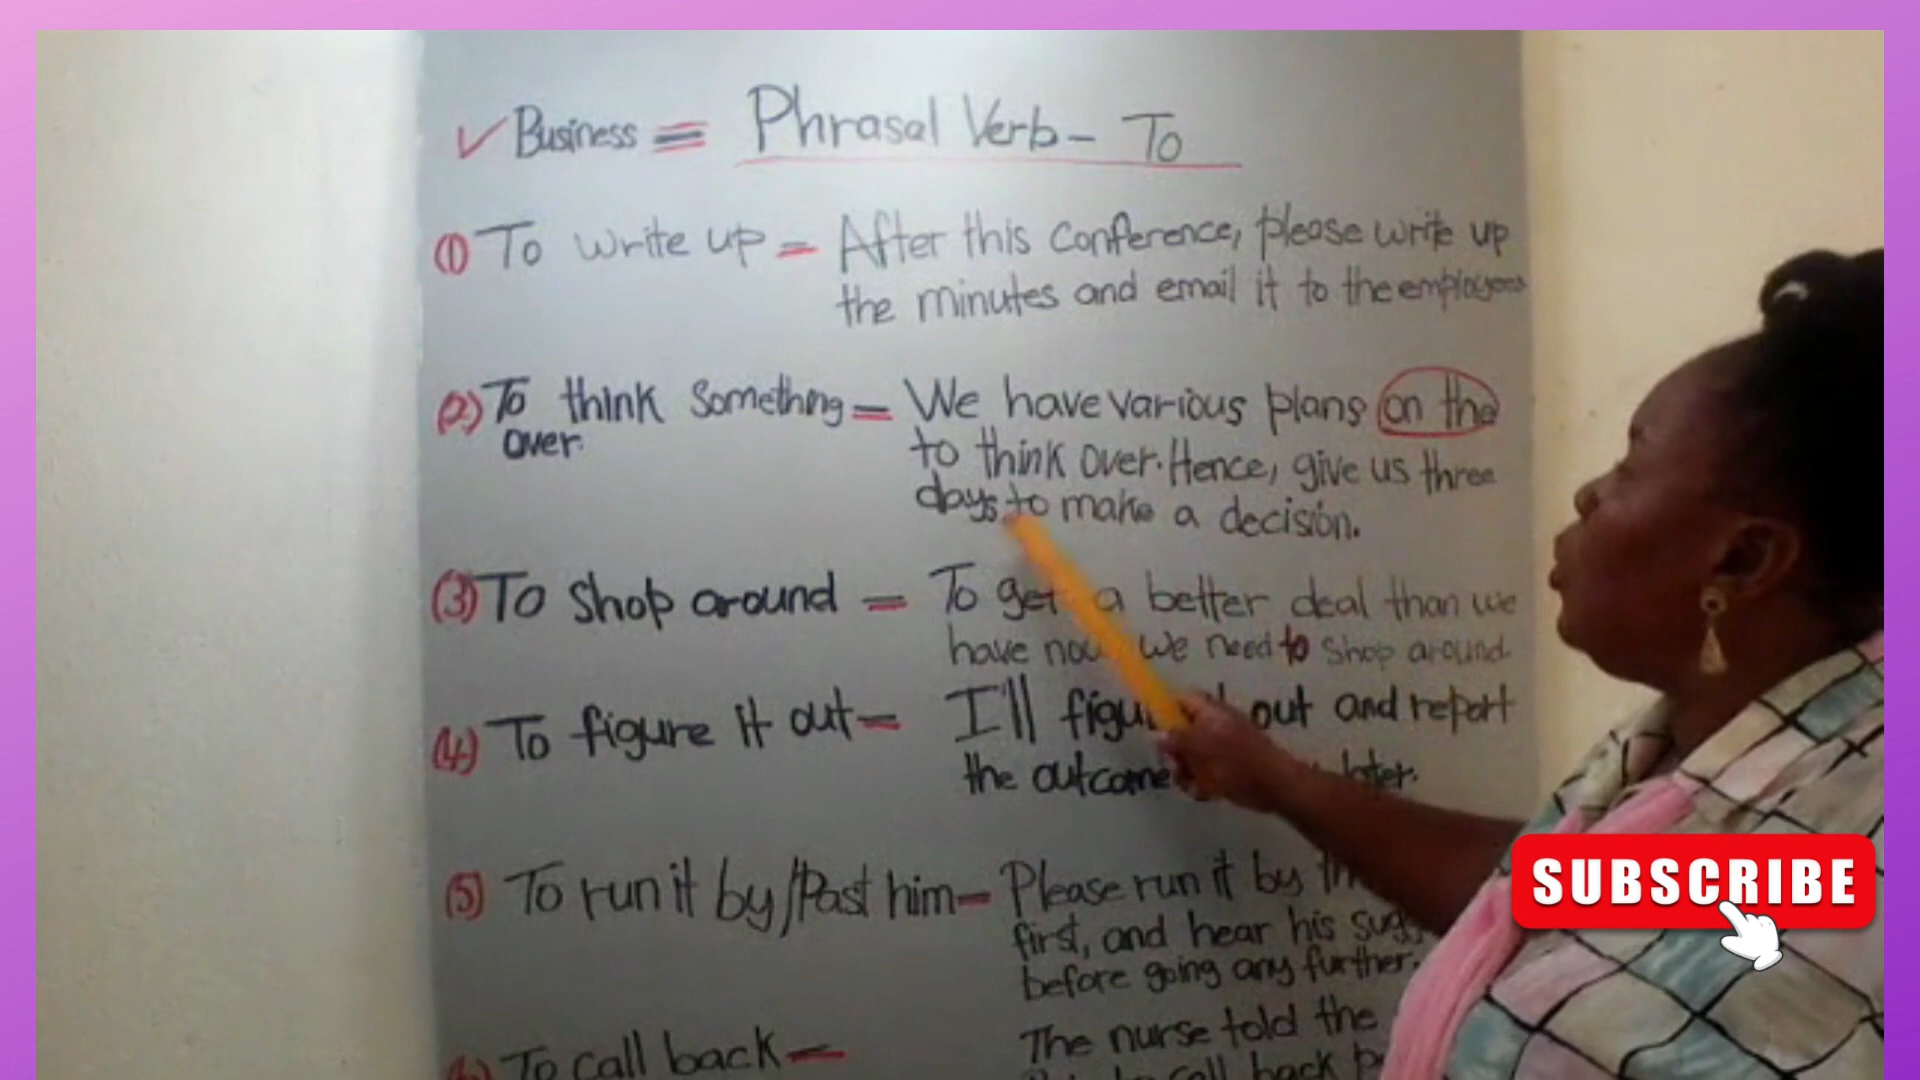 ✓ Business = Phrasal Verb - To
(1) To write up = After this conference, please write up
the minutes and email it to the employees
(2) To think something = We have various plans on the
over.
to think over. Hence, give us three
days to make a decision.
(3) To shop around = To get a better deal than we
have now we need to shop around
(4) To figure it out = I'll figure out and report
the outcome later.
(5) To run it by/Past him - Please run it by
first, and hear his
before going any further.
To call back - The nurse told the
to call back
SUBSCRIBE